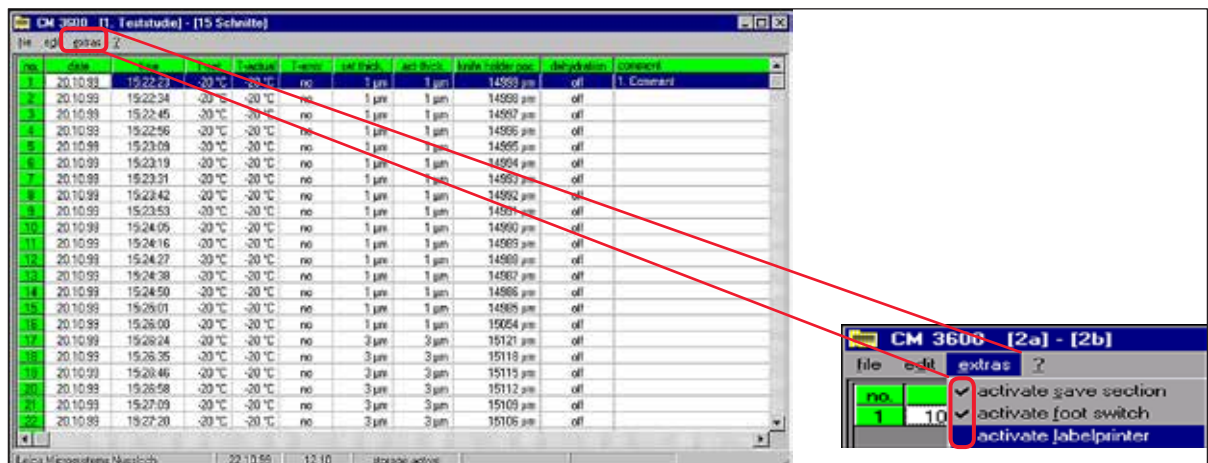 CM 3600 [1. Teststudie] - [15 Schnitte]
file edit extras ?
no. date time T-set T-actual T-error set thick. act thick. knife holder pos. dehydration comment
1 20.10.99 15:22:23 -20 °C -20 °C no 1 µm 1 µm 14999 µm off 1. Comment
2 20.10.99 15:22:34 -20 °C -20 °C no 1 µm 1 µm 14998 µm off
3 20.10.99 15:22:45 -20 °C -20 °C no 1 µm 1 µm 14997 µm off
4 20.10.99 15:22:56 -20 °C -20 °C no 1 µm 1 µm 14996 µm off
5 20.10.99 15:23:09 -20 °C -20 °C no 1 µm 1 µm 14995 µm off
6 20.10.99 15:23:19 -20 °C -20 °C no 1 µm 1 µm 14994 µm off
7 20.10.99 15:23:31 -20 °C -20 °C no 1 µm 1 µm 14993 µm off
8 20.10.99 15:23:42 -20 °C -20 °C no 1 µm 1 µm 14992 µm off
9 20.10.99 15:23:53 -20 °C -20 °C no 1 µm 1 µm 14991 µm off
10 20.10.99 15:24:05 -20 °C -20 °C no 1 µm 1 µm 14990 µm off
11 20.10.99 15:24:16 -20 °C -20 °C no 1 µm 1 µm 14989 µm off
12 20.10.99 15:24:27 -20 °C -20 °C no 1 µm 1 µm 14988 µm off
13 20.10.99 15:24:38 -20 °C -20 °C no 1 µm 1 µm 14987 µm off
14 20.10.99 15:24:50 -20 °C -20 °C no 1 µm 1 µm 14986 µm off
15 20.10.99 15:25:01 -20 °C -20 °C no 1 µm 1 µm 14985 µm off
16 20.10.99 15:26:00 -20 °C -20 °C no 1 µm 1 µm 15054 µm off
17 20.10.99 15:26:24 -20 °C -20 °C no 3 µm 3 µm 15121 µm off
18 20.10.99 15:26:35 -20 °C -20 °C no 3 µm 3 µm 15118 µm off
19 20.10.99 15:26:46 -20 °C -20 °C no 3 µm 3 µm 15115 µm off
20 20.10.99 15:26:58 -20 °C -20 °C no 3 µm 3 µm 15112 µm off
21 20.10.99 15:27:09 -20 °C -20 °C no 3 µm 3 µm 15109 µm off
22 20.10.99 15:27:20 -20 °C -20 °C no 3 µm 3 µm 15106 µm off
Leica Microsystems Nussloch 22.10.99 12:10 storage active
CM 3600 [2a] - [2b]
file edit extras ?
no. activate save section
1 10 activate foot switch
activate labelprinter